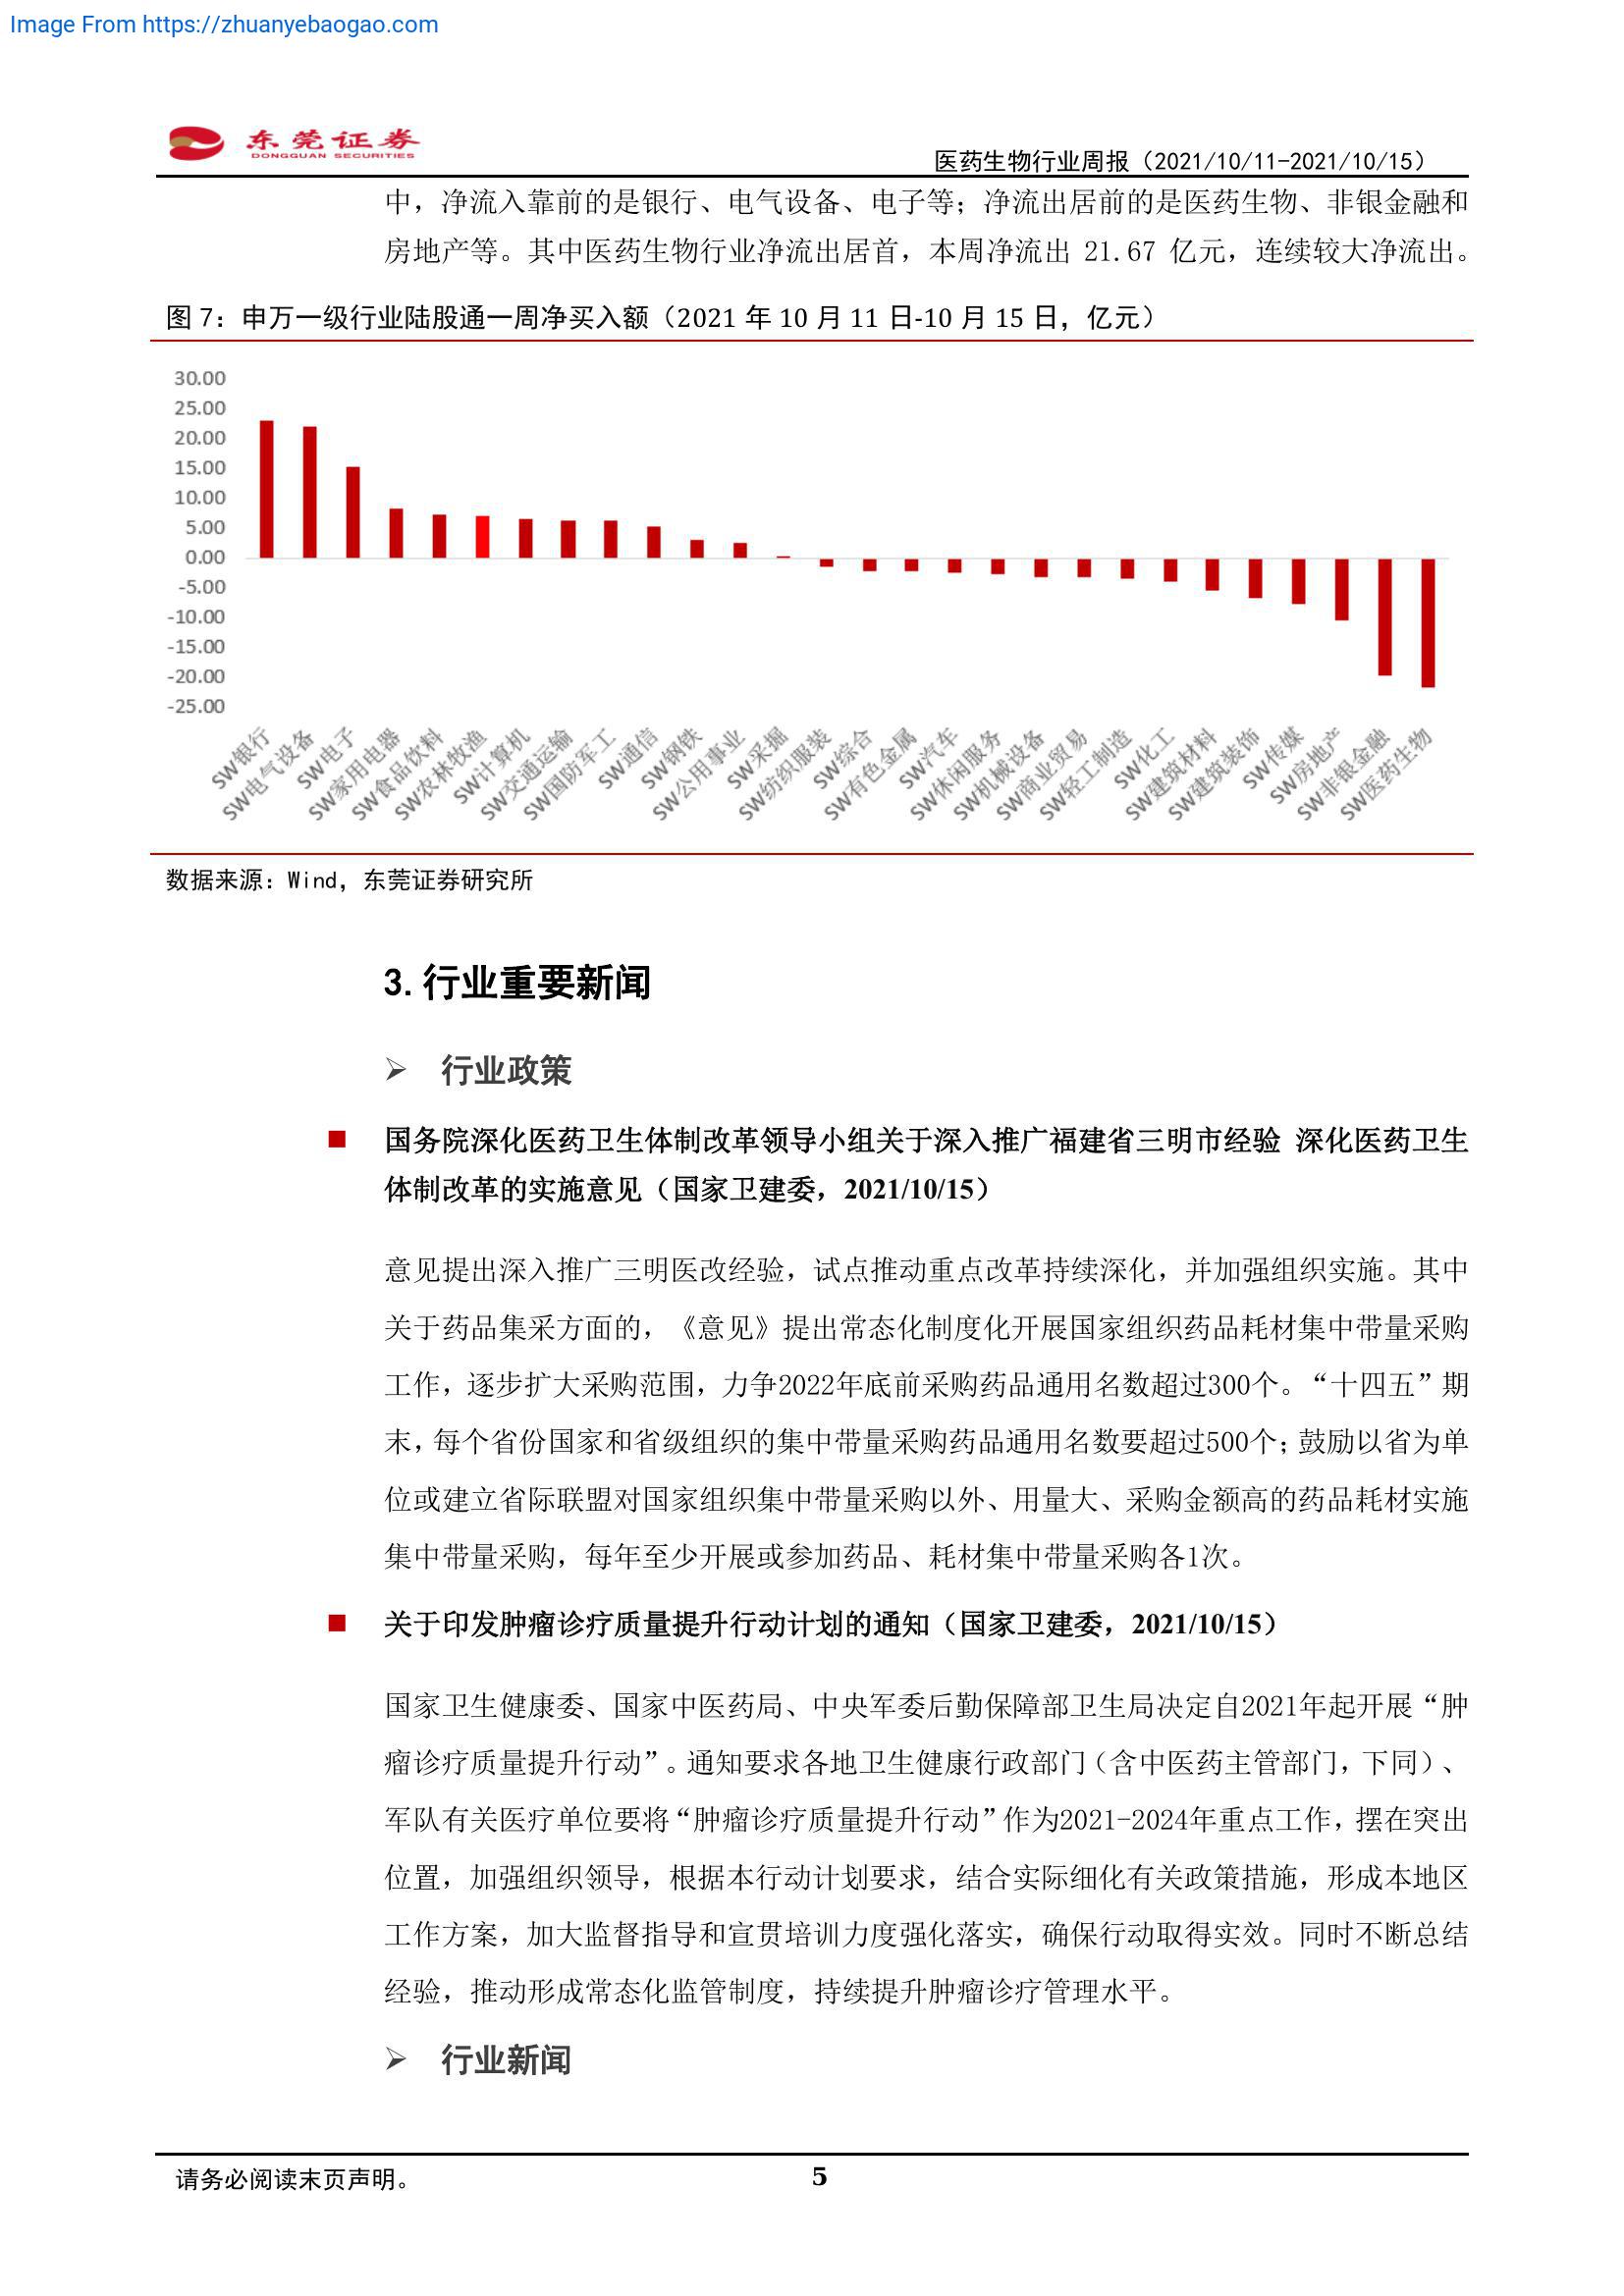 Image From https://zhuanyebaogao.com
东莞证券
DONGGUAN SECURITIES
医药生物行业周报（2021/10/11-2021/10/15）
中，净流入靠前的是银行、电气设备、电子等；净流出居前的是医药生物、非银金融和
房地产等。其中医药生物行业净流出居首，本周净流出 21.67 亿元，连续较大净流出。
图 7：申万一级行业陆股通一周净买入额（2021 年 10 月 11 日-10 月 15 日，亿元）
30.00
25.00
20.00
15.00
10.00
5.00
0.00
-5.00
-10.00
-15.00
-20.00
-25.00
SW银行
SW电气设备
SW电子
SW家用电器
SW食品饮料
SW农林牧渔
SW计算机
SW交通运输
SW国防军工
SW通信
SW钢铁
SW公用事业
SW采掘
SW纺织服装
SW综合
SW有色金属
SW汽车
SW休闲服务
SW机械设备
SW商业贸易
SW轻工制造
SW化工
SW建筑材料
SW建筑装饰
SW传媒
SW房地产
SW非银金融
SW医药生物
数据来源：Wind，东莞证券研究所
3.行业重要新闻
➢ 行业政策
■ 国务院深化医药卫生体制改革领导小组关于深入推广福建省三明市经验 深化医药卫生
体制改革的实施意见（国家卫建委，2021/10/15）
意见提出深入推广三明医改经验，试点推动重点改革持续深化，并加强组织实施。其中
关于药品集采方面的，《意见》提出常态化制度化开展国家组织药品耗材集中带量采购
工作，逐步扩大采购范围，力争2022年底前采购药品通用名数超过300个。“十四五”期
末，每个省份国家和省级组织的集中带量采购药品通用名数要超过500个；鼓励以省为单
位或建立省际联盟对国家组织集中带量采购以外、用量大、采购金额高的药品耗材实施
集中带量采购，每年至少开展或参加药品、耗材集中带量采购各1次。
■ 关于印发肿瘤诊疗质量提升行动计划的通知（国家卫建委，2021/10/15）
国家卫生健康委、国家中医药局、中央军委后勤保障部卫生局决定自2021年起开展“肿
瘤诊疗质量提升行动”。通知要求各地卫生健康行政部门（含中医药主管部门，下同）、
军队有关医疗单位要将“肿瘤诊疗质量提升行动”作为2021-2024年重点工作，摆在突出
位置，加强组织领导，根据本行动计划要求，结合实际细化有关政策措施，形成本地区
工作方案，加大监督指导和宣贯培训力度强化落实，确保行动取得实效。同时不断总结
经验，推动形成常态化监管制度，持续提升肿瘤诊疗管理水平。
➢ 行业新闻
请务必阅读末页声明。
5